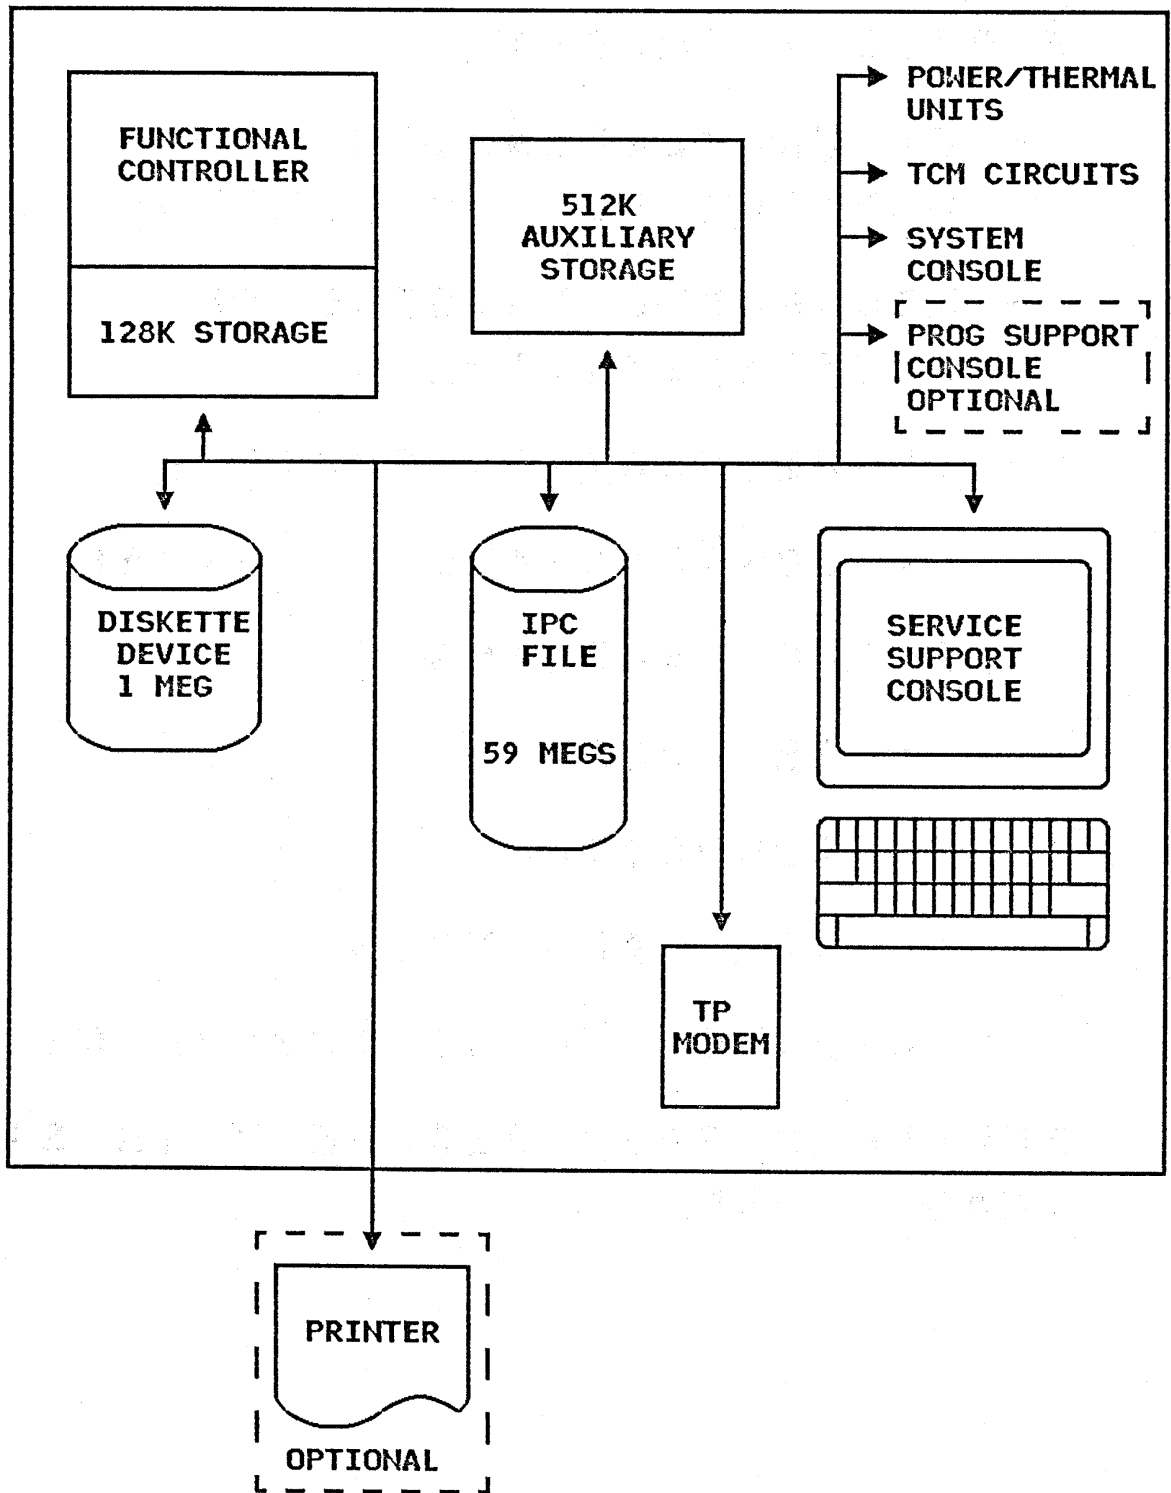 FUNCTIONAL
CONTROLLER
128K STORAGE
512K
AUXILIARY
STORAGE
POWER/THERMAL
UNITS
TCM CIRCUITS
SYSTEM
CONSOLE
PROG SUPPORT
CONSOLE
OPTIONAL
DISKETTE
DEVICE
1 MEG
IPC
FILE
59 MEGS
SERVICE
SUPPORT
CONSOLE
TP
MODEM
PRINTER
OPTIONAL